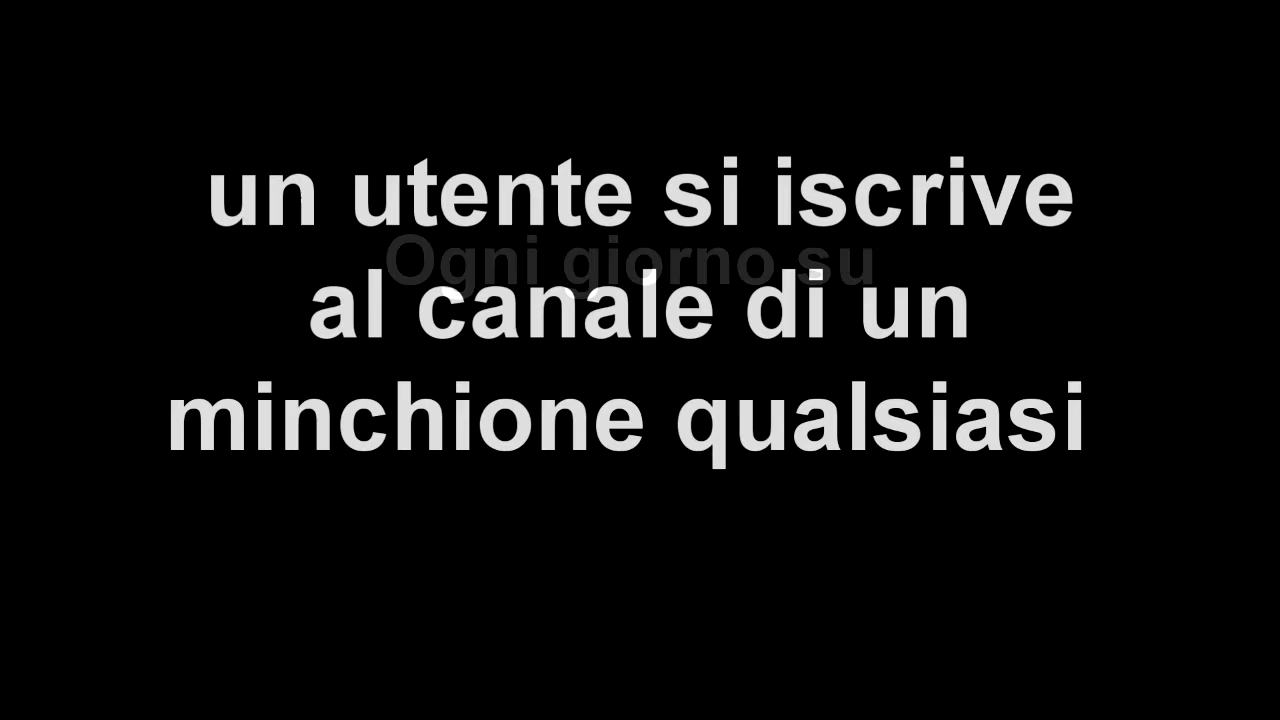 un utente si iscrive
Ogni giorno su
al canale di un
minchione qualsiasi